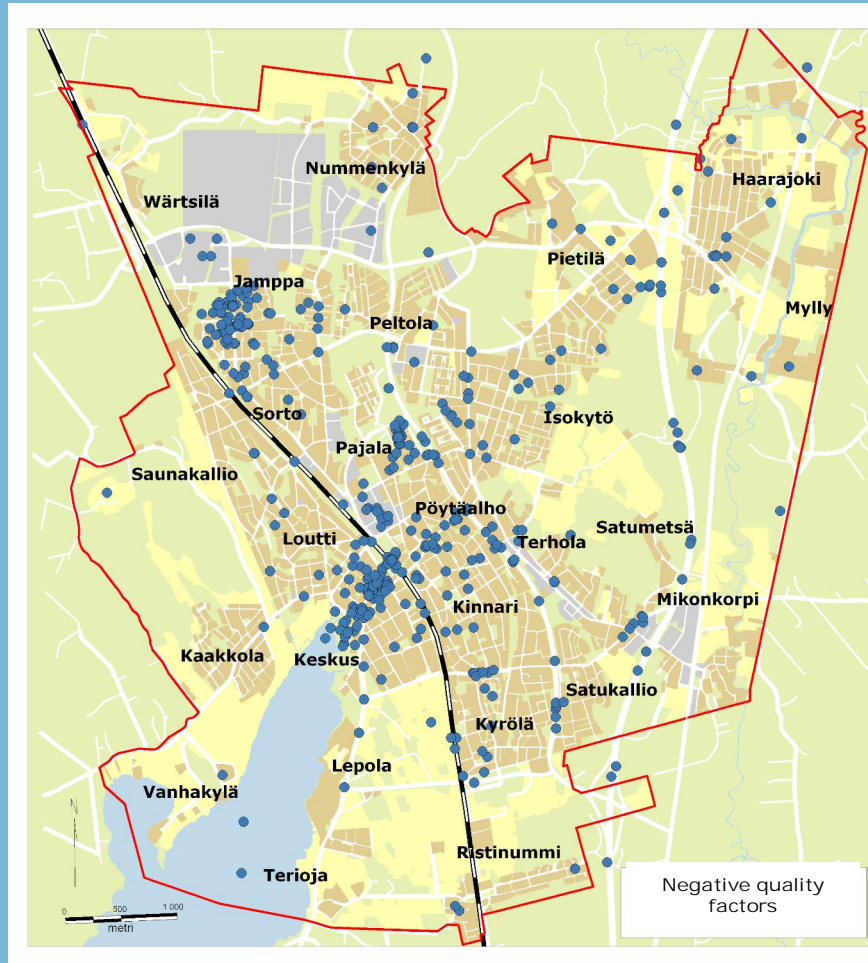 Nummenkylä
Haarajoki
Wärtsilä
Pietilä
Jamppa
Mylly
Peltola
Sorto
Isokytö
Pajala
Saunakallio
Pöytäalho
Satumetsä
Loutti
Terhola
Mikonkorpi
Kinnari
Kaakkola
Keskus
Satukallio
Kyrölä
Lepola
Vanhakylä
Ristinummi
Terioja
N
0 500 1 000
metri
Negative quality
factors